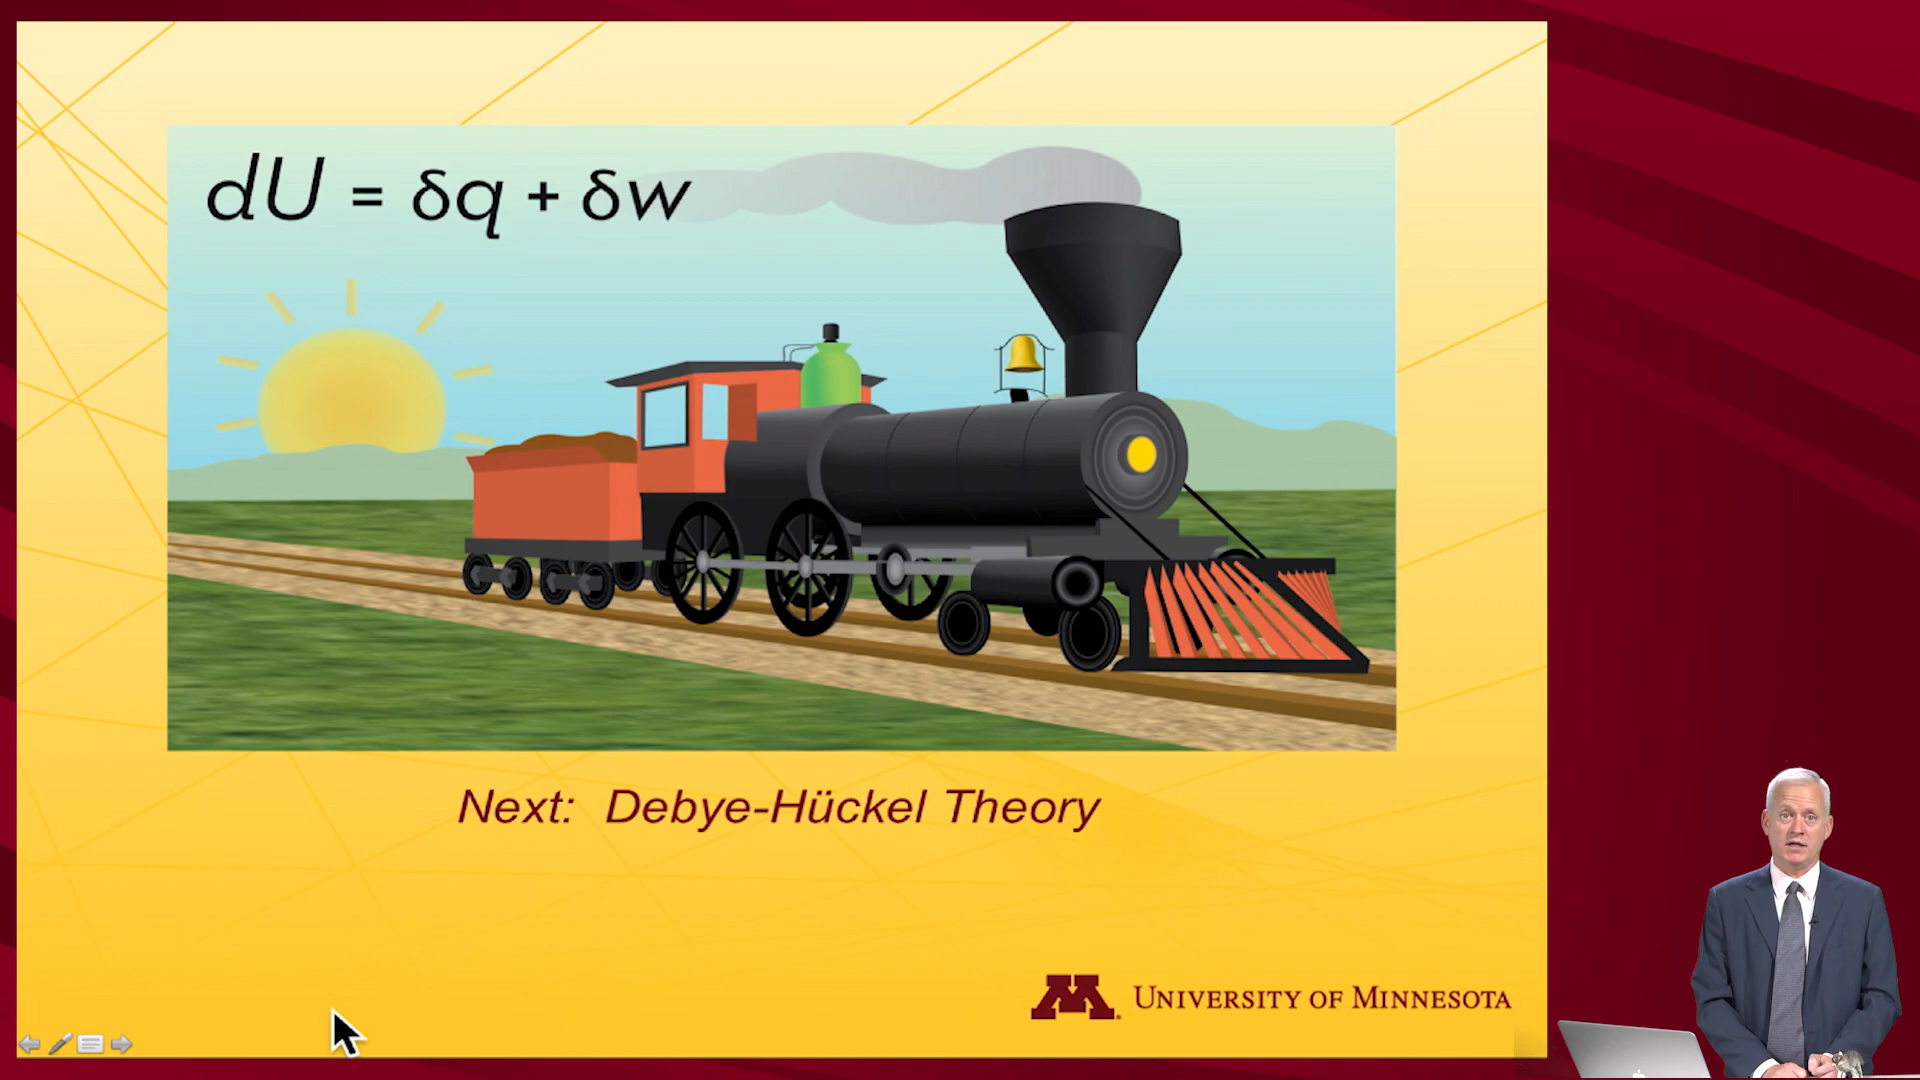 dU = δq + δw
Next: Debye-Hückel Theory
M
UNIVERSITY OF MINNESOTA